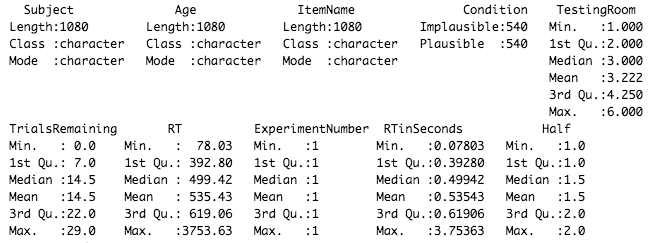 Subject Age ItemName Condition TestingRoom
Length:1080 Length:1080 Length:1080 Implausible:540 Min. :1.000
Class :character Class :character Class :character Plausible :540 1st Qu.:2.000
Mode :character Mode :character Mode :character Median :3.000
Mean :3.222
3rd Qu.:4.250
Max. :6.000
TrialsRemaining RT ExperimentNumber RTinSeconds Half
Min. : 0.0 Min. : 78.03 Min. :1 Min. :0.07803 Min. :1.0
1st Qu.: 7.0 1st Qu.: 392.80 1st Qu.:1 1st Qu.:0.39280 1st Qu.:1.0
Median :14.5 Median : 499.42 Median :1 Median :0.49942 Median :1.5
Mean :14.5 Mean : 535.43 Mean :1 Mean :0.53543 Mean :1.5
3rd Qu.:22.0 3rd Qu.: 619.06 3rd Qu.:1 3rd Qu.:0.61906 3rd Qu.:2.0
Max. :29.0 Max. :3753.63 Max. :1 Max. :3.75363 Max. :2.0